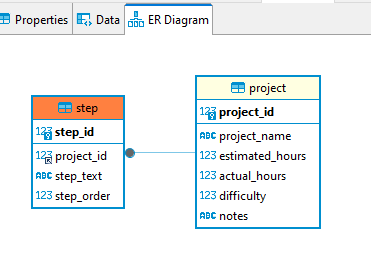 Properties Data ER Diagram
step
123 step_id
123 project_id
ABC step_text
123 step_order
project
123 project_id
ABC project_name
123 estimated_hours
123 actual_hours
123 difficulty
ABC notes